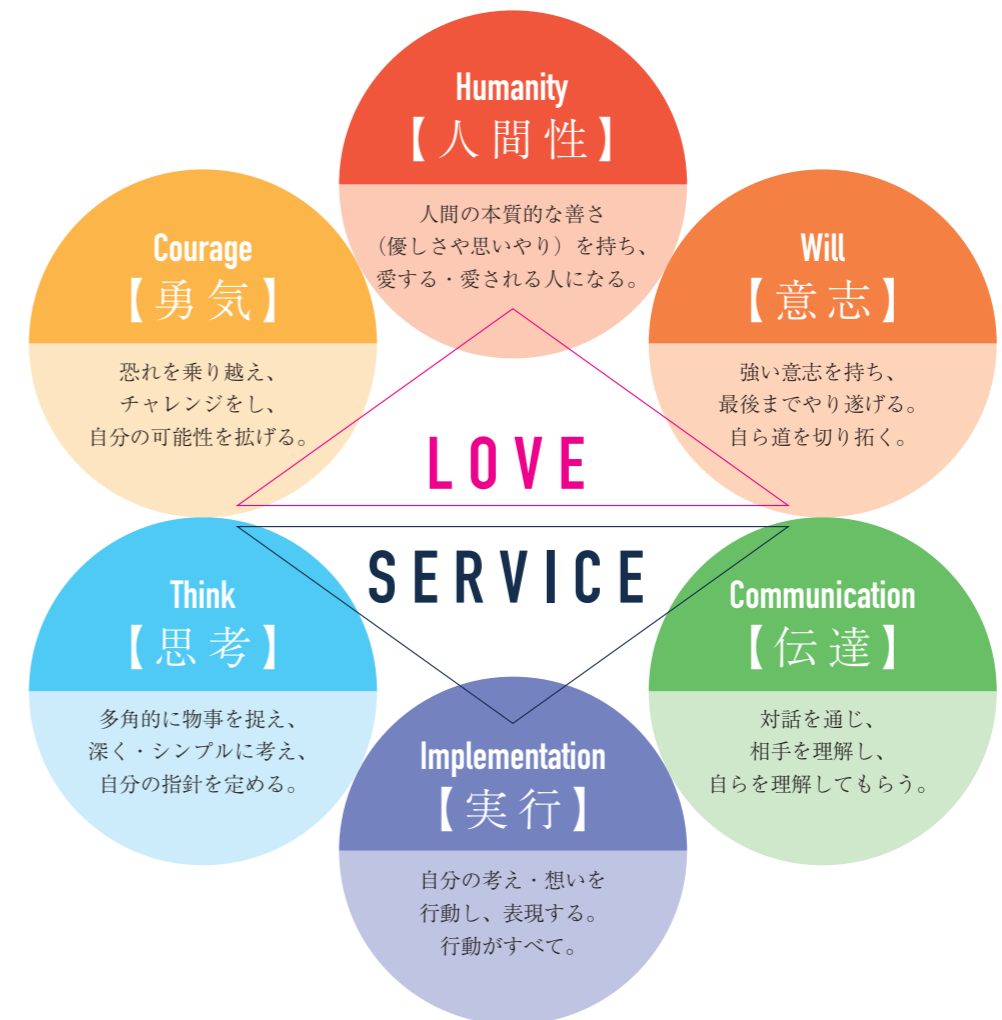 Humanity
【人間性】
人間の本質的な善さ
（優しさや思いやり）を持ち、
愛する・愛される人になる。
Courage
【勇気】
恐れを乗り越え、
チャレンジをし、
自分の可能性を拡げる。
Will
【意志】
強い意志を持ち、
最後までやり遂げる。
自ら道を切り拓く。
LOVE
SERVICE
Think
【思考】
多角的に物事を捉え、
深く・シンプルに考え、
自分の指針を定める。
Communication
【伝達】
対話を通じ、
相手を理解し、
自らを理解してもらう。
Implementation
【実行】
自分の考え・想いを
行動し、表現する。
行動がすべて。